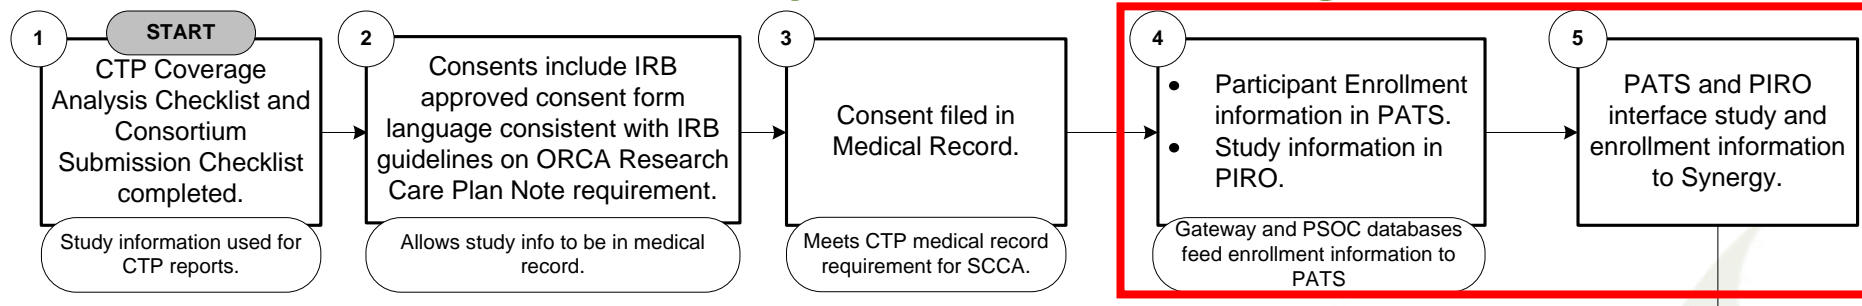 1
START
CTP Coverage
Analysis Checklist and
Consortium
Submission Checklist
completed.
Study information used for
CTP reports.
2
Consents include IRB
approved consent form
language consistent with IRB
guidelines on ORCA Research
Care Plan Note requirement.
Allows study info to be in medical
record.
3
Consent filed in
Medical Record.
Meets CTP medical record
requirement for SCCA.
4
• Participant Enrollment
information in PATS.
• Study information in
PIRO.
Gateway and PSOC databases
feed enrollment information to
PATS
5
PATS and PIRO
interface study and
enrollment information
to Synergy.